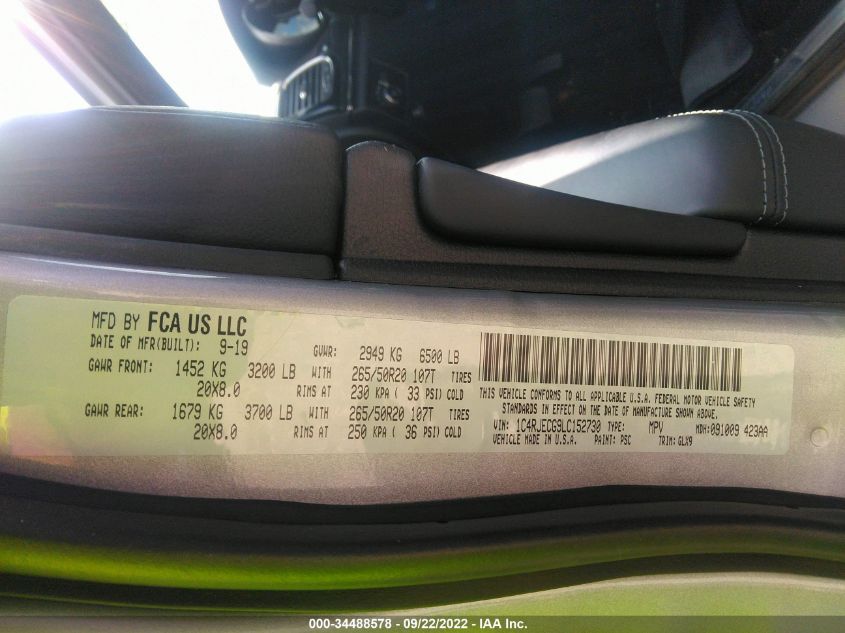 MFD BY FCA US LLC
DATE OF MFR(BUILT): 9-19 GVWR: 2949 KG 6500 LB
GAWR FRONT: 1452 KG 3200 LB WITH 265/50R20 107T TIRES
20X8.0 RIMS AT 230 KPA ( 33 PSI) COLD
GAWR REAR: 1679 KG 3700 LB WITH 265/50R20 107T TIRES
20X8.0 RIMS AT 250 KPA ( 36 PSI) COLD
THIS VEHICLE CONFORMS TO ALL APPLICABLE U.S.A. FEDERAL MOTOR VEHICLE SAFETY
STANDARDS IN EFFECT ON THE DATE OF MANUFACTURE SHOWN ABOVE.
VIN: 1C4RJECG9LC152730 TYPE: MPV MDH:091009 423AA
VEHICLE MADE IN U.S.A. PAINT: PSC TRIM: GLX9
000-34488578 - 09/22/2022 - IAA Inc.